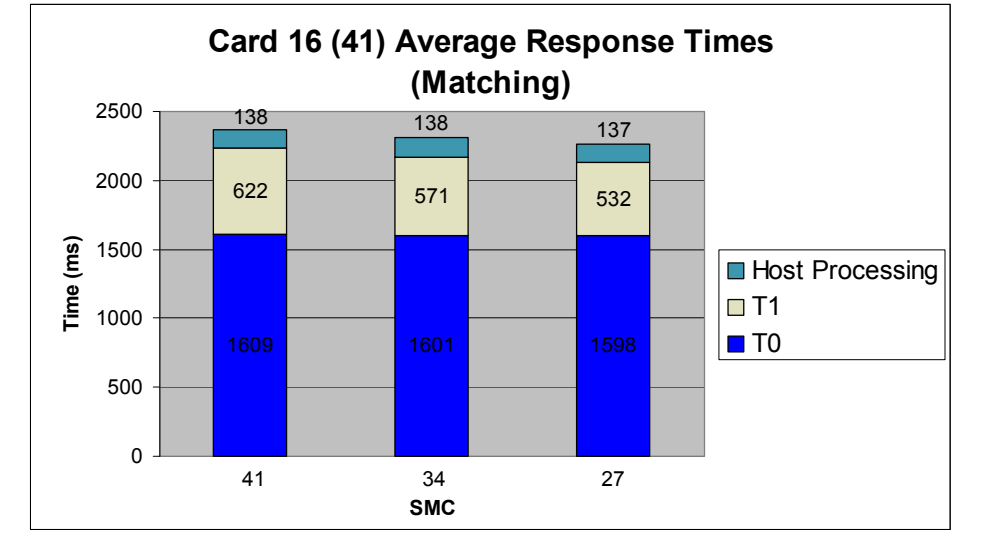 Card 16 (41) Average Response Times
(Matching)
2500
2000
1500
1000
500
0
Time (ms)
138
138
137
622
571
532
1609
1601
1598
41
34
27
SMC
Host Processing
T1
T0